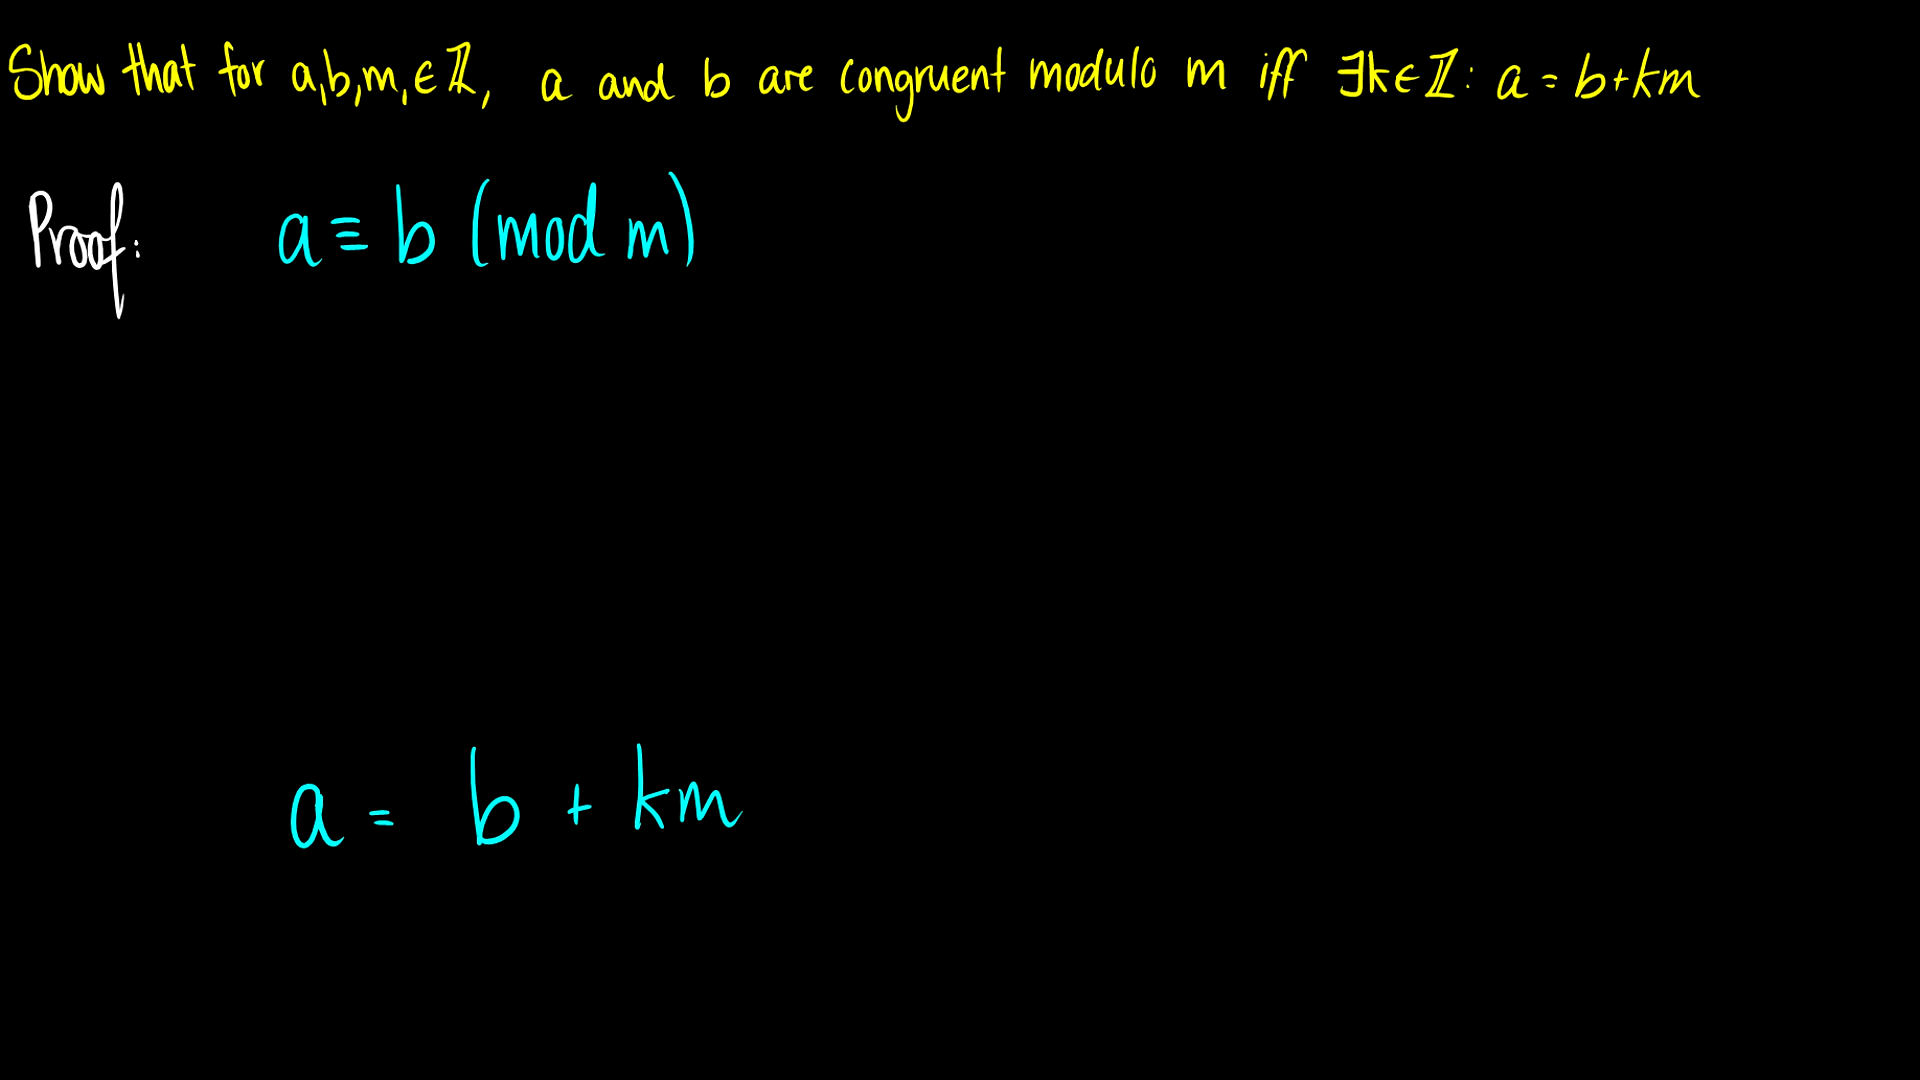 Show that for a,b,m,∈ℤ, a and b are congruent modulo m iff ∃k∈ℤ: a = b+km
Proof: a≡b (mod m)
a = b + km